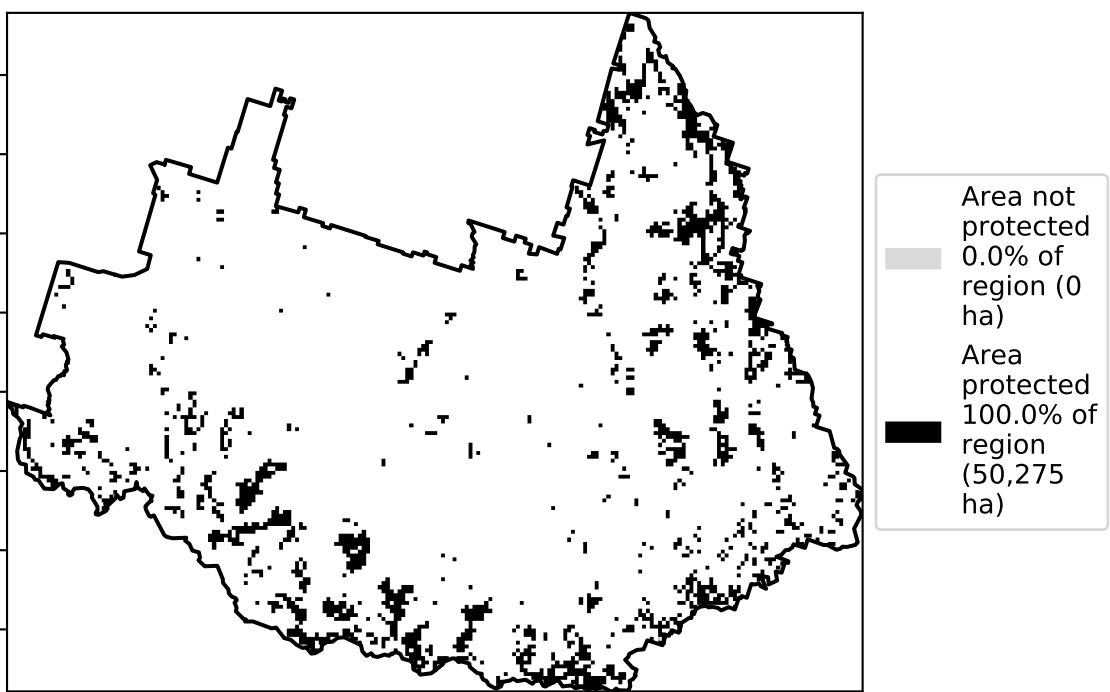 Area not
protected
0.0% of
region (0
ha)
Area
protected
100.0% of
region
(50,275
ha)